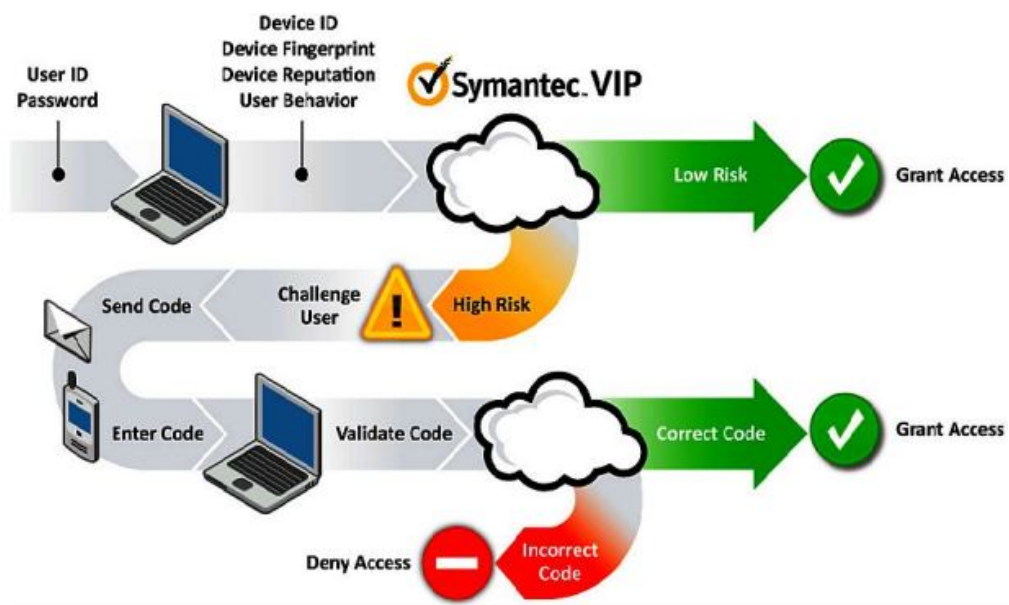 User ID
Password
Device ID
Device Fingerprint
Device Reputation
User Behavior
Symantec. VIP
Low Risk
Grant Access
Send Code
Challenge
User
High Risk
Enter Code
Validate Code
Correct Code
Grant Access
Deny Access
Incorrect
Code